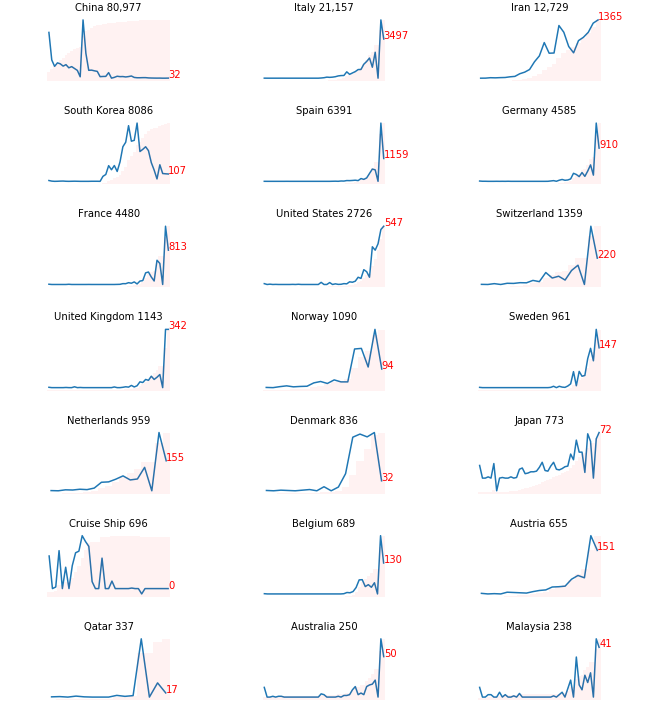 China 80,977 Italy 21,157 Iran 12,729
32 3497 1365
South Korea 8086 Spain 6391 Germany 4585
107 1159 910
France 4480 United States 2726 Switzerland 1359
813 547 220
United Kingdom 1143 Norway 1090 Sweden 961
342 94 147
Netherlands 959 Denmark 836 Japan 773
155 32 72
Cruise Ship 696 Belgium 689 Austria 655
0 130 151
Qatar 337 Australia 250 Malaysia 238
17 50 41